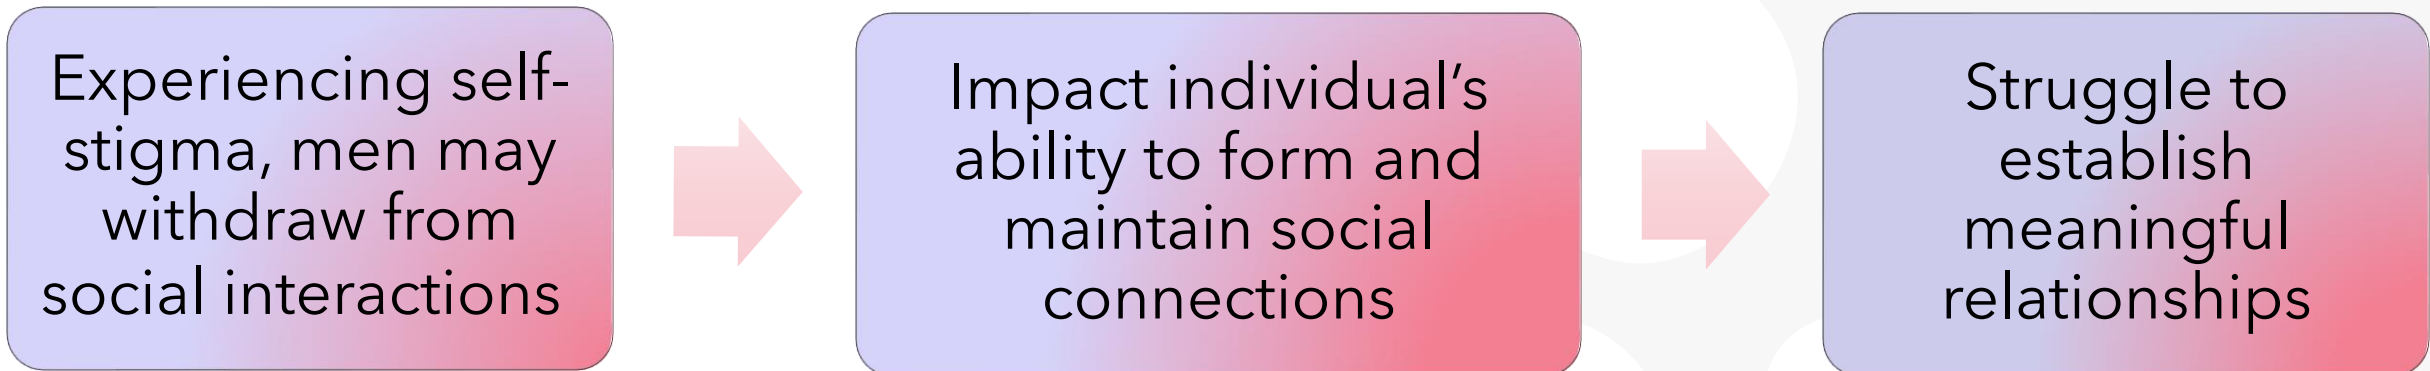 Experiencing self-
stigma, men may
withdraw from
social interactions
Impact individual’s
ability to form and
maintain social
connections
Struggle to
establish
meaningful
relationships